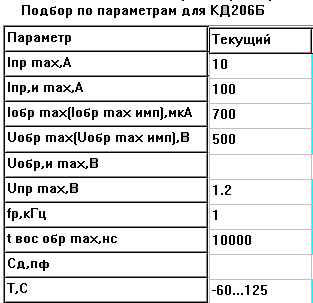 Подбор по параметрам для КД206Б
Параметр Текущий
Iпр max,А 10
Iпр,и max,А 100
Iобр max(Iобр max имп),мкА 700
Uобр max(Uобр max имп),В 500
Uобр,и max,В
Uпр max,В 1.2
fр,кГц 1
t вос обр max,нс 10000
Сд,пф
Т,С -60...125